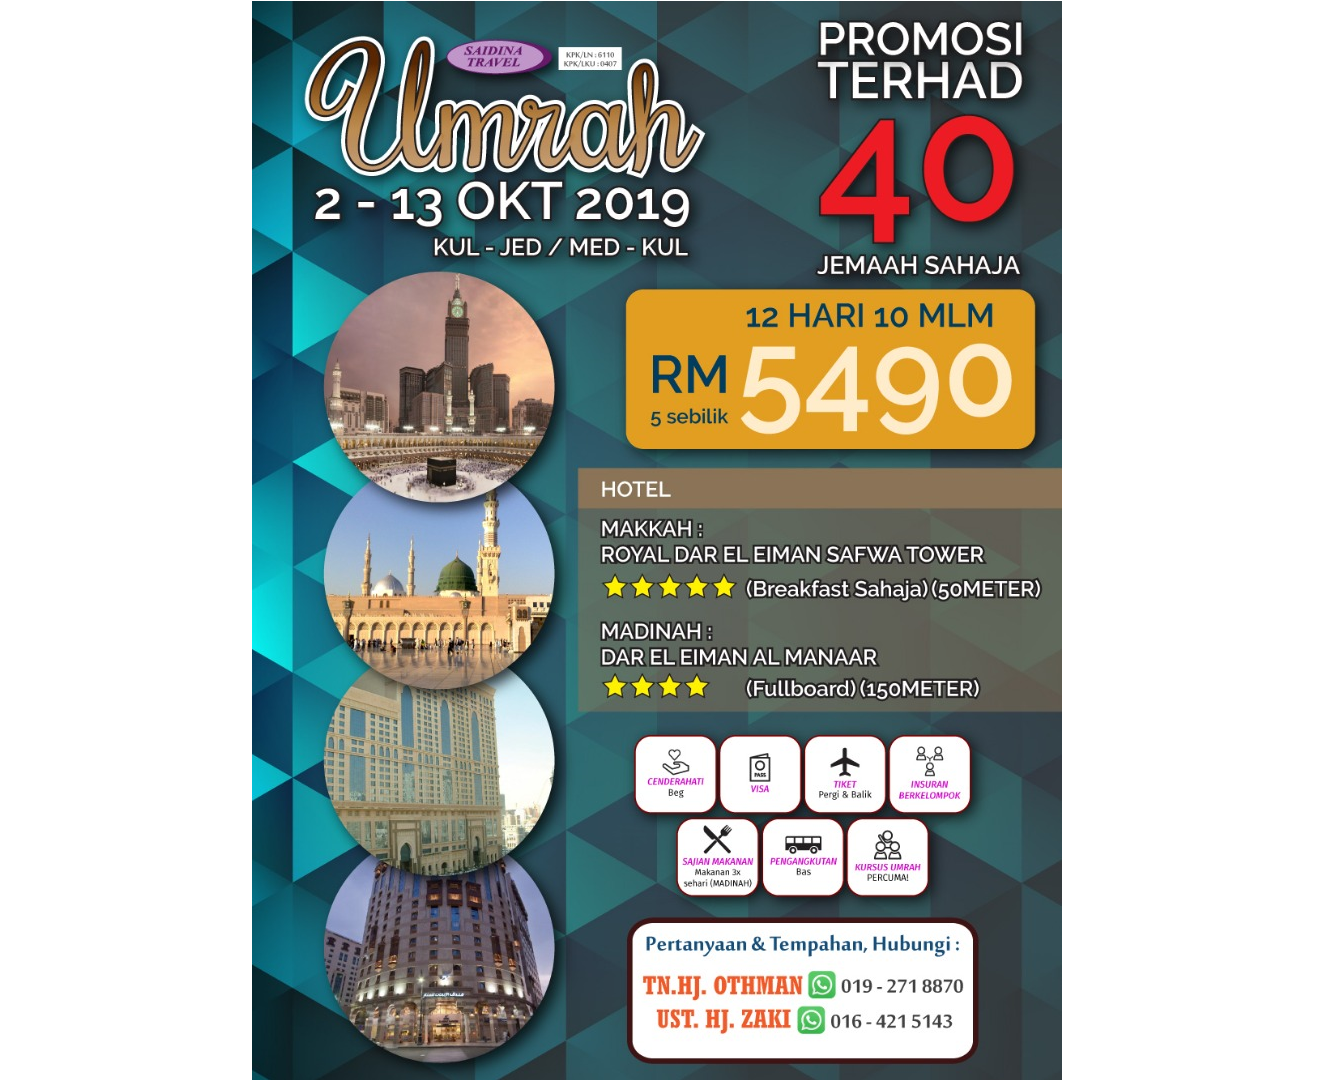 SAIDINA
TRAVEL
KPK/LN : 6110
KPK/LKU : 0407
Umrah
2 - 13 OKT 2019
KUL - JED / MED - KUL
PROMOSI
TERHAD
40
JEMAAH SAHAJA
12 HARI 10 MLM
RM 5490
5 sebilik
HOTEL
MAKKAH :
ROYAL DAR EL EIMAN SAFWA TOWER
(Breakfast Sahaja) (50METER)
MADINAH :
DAR EL EIMAN AL MANAAR
(Fullboard) (150METER)
CENDERAHATI
Beg
PASS
VISA
TIKET
Pergi & Balik
INSURAN
BERKELOMPOK
SAJIAN MAKANAN
Makanan 3x
sehari (MADINAH)
PENGANGKUTAN
Bas
KURSUS UMRAH
PERCUMA!
Pertanyaan & Tempahan, Hubungi :
TN.HJ. OTHMAN 019 - 271 8870
UST. HJ. ZAKI 016 - 421 5143